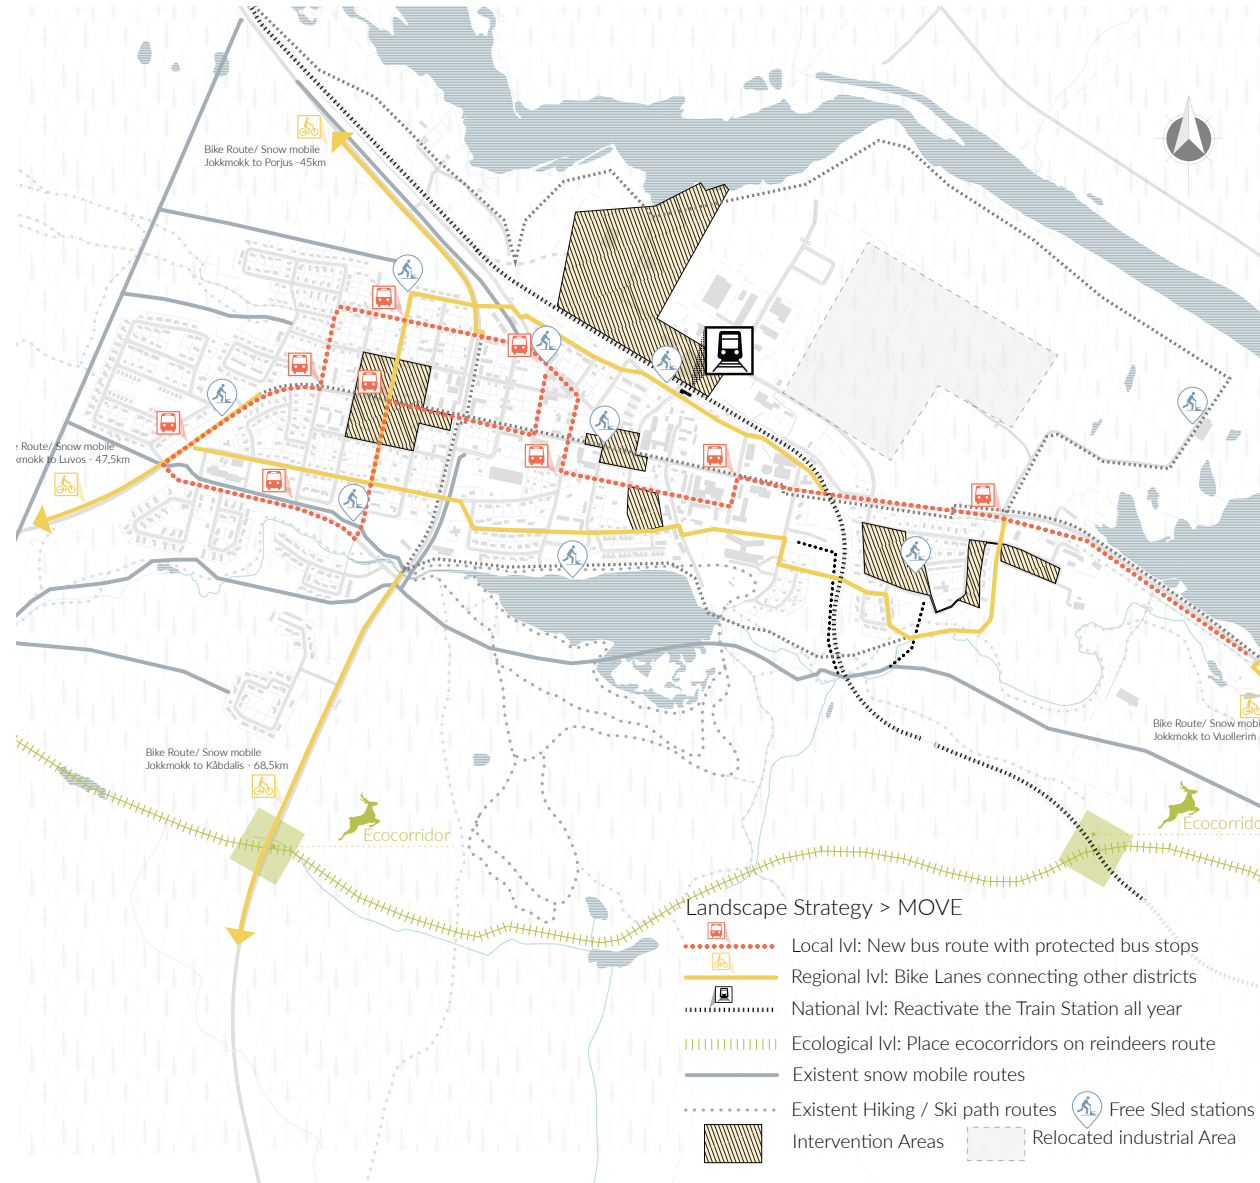 Bike Route/ Snow mobile
Jokkmokk to Porjus -45km
e Route/ Snow mobile
okmokk to Luvos - 47,5km
Bike Route/ Snow mobile
Jokkmokk to Kåbdalis - 68,5km
Bike Route/ Snow mobi
Jokkmokk to Vuollerim
Ecocorridor
Ecocorrido
Landscape Strategy > MOVE
Local lvl: New bus route with protected bus stops
Regional lvl: Bike Lanes connecting other districts
National lvl: Reactivate the Train Station all year
Ecological lvl: Place ecocorridors on reindeers route
Existent snow mobile routes
Existent Hiking / Ski path routes
Free Sled stations
Intervention Areas
Relocated industrial Area